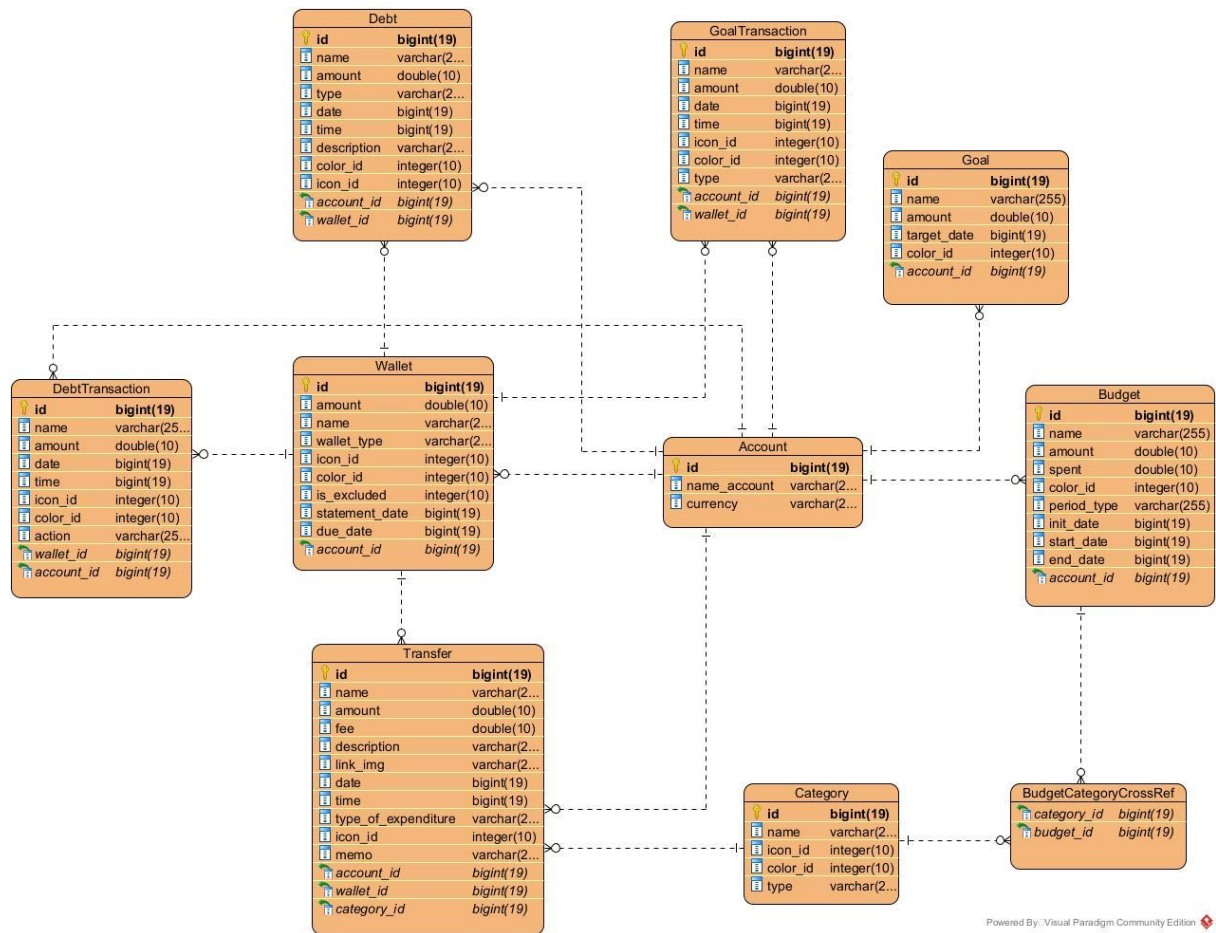 Debt
id bigint(19)
name varchar(2...
amount double(10)
type varchar(2...
date bigint(19)
time bigint(19)
description varchar(2...
color_id integer(10)
icon_id integer(10)
account_id bigint(19)
wallet_id bigint(19)
GoalTransaction
id bigint(19)
name varchar(2...
amount double(10)
date bigint(19)
time bigint(19)
icon_id integer(10)
color_id integer(10)
type varchar(2...
account_id bigint(19)
wallet_id bigint(19)
Goal
id bigint(19)
name varchar(255)
amount double(10)
target_date bigint(19)
color_id integer(10)
account_id bigint(19)
DebtTransaction
id bigint(19)
name varchar(25...
amount double(10)
date bigint(19)
time bigint(19)
icon_id integer(10)
color_id integer(10)
action varchar(25...
wallet_id bigint(19)
account_id bigint(19)
Wallet
id bigint(19)
amount double(10)
name varchar(2...
wallet_type varchar(2...
icon_id integer(10)
color_id integer(10)
is_excluded integer(10)
statement_date bigint(19)
due_date bigint(19)
account_id bigint(19)
Account
id bigint(19)
name_account varchar(2...
currency varchar(2...
Budget
id bigint(19)
name varchar(255)
amount double(10)
spent double(10)
color_id integer(10)
period_type varchar(255)
init_date bigint(19)
start_date bigint(19)
end_date bigint(19)
account_id bigint(19)
Transfer
id bigint(19)
name varchar(2...
amount double(10)
fee double(10)
description varchar(2...
link_img varchar(2...
date bigint(19)
time bigint(19)
type_of_expenditure varchar(2...
icon_id integer(10)
memo varchar(2...
account_id bigint(19)
wallet_id bigint(19)
category_id bigint(19)
Category
id bigint(19)
name varchar(2...
icon_id integer(10)
color_id integer(10)
type varchar(2...
BudgetCategoryCrossRef
category_id bigint(19)
budget_id bigint(19)
Powered By: Visual Paradigm Community Edition